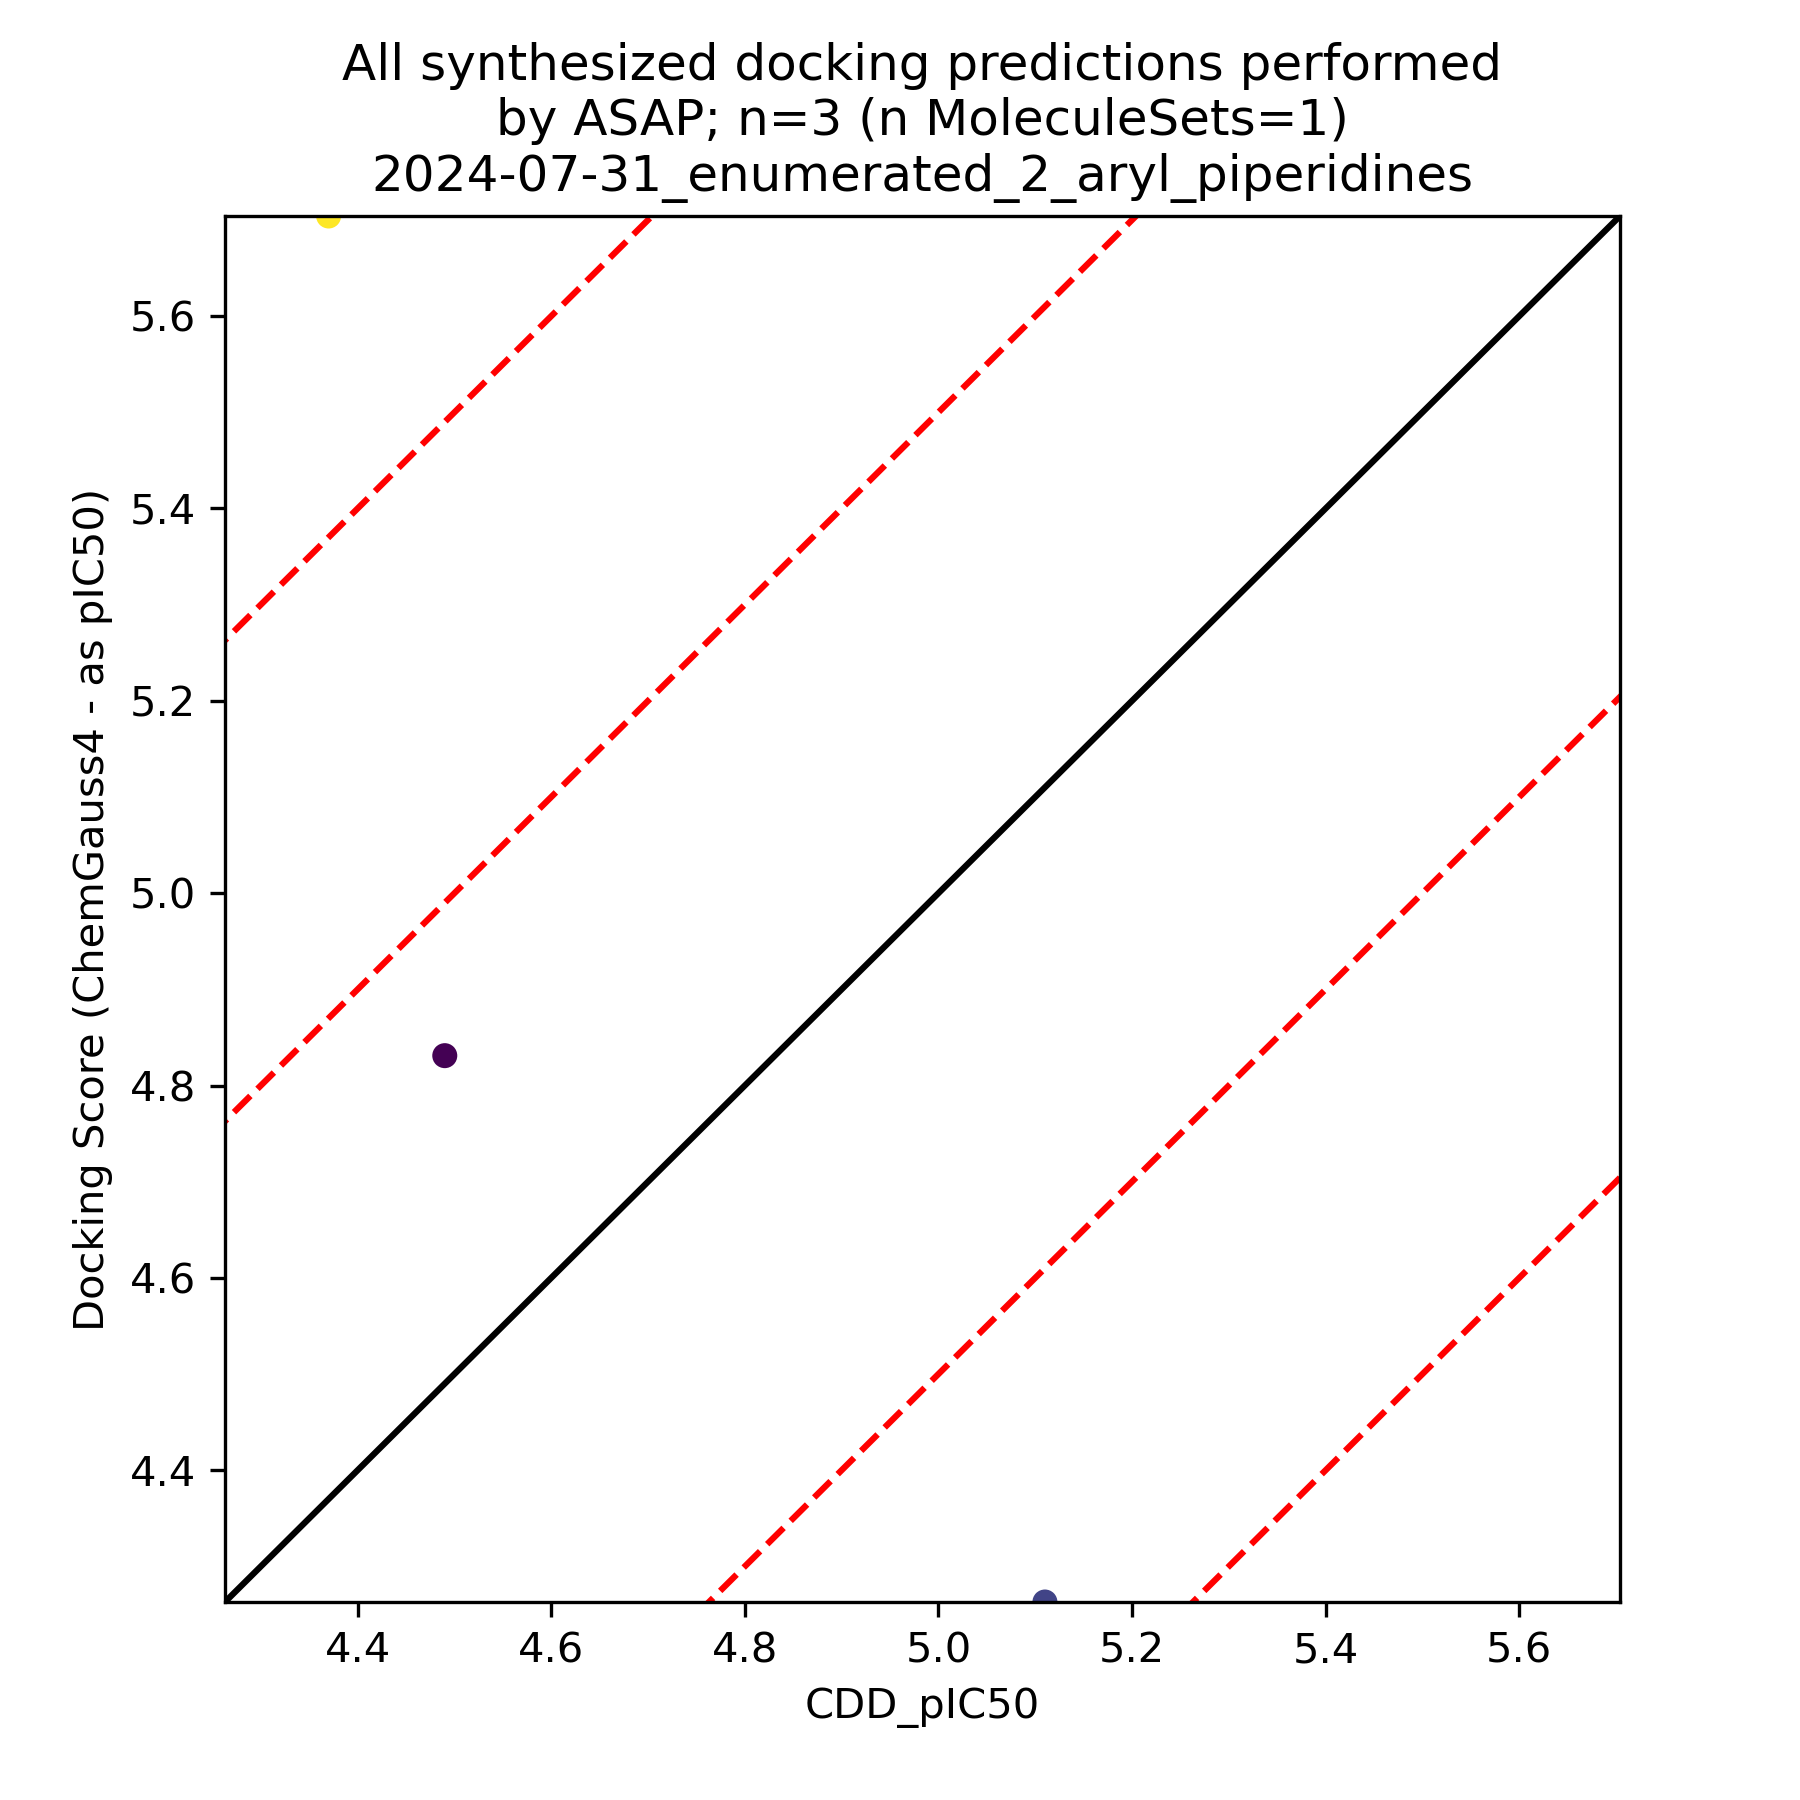 All synthesized docking predictions performed
by ASAP; n=3 (n MoleculeSets=1)
2024-07-31_enumerated_2_aryl_piperidines
5.6
5.4
5.2
5.0
4.8
4.6
4.4
Docking Score (ChemGauss4 - as pIC50)
4.4 4.6 4.8 5.0 5.2 5.4 5.6
CDD_pIC50